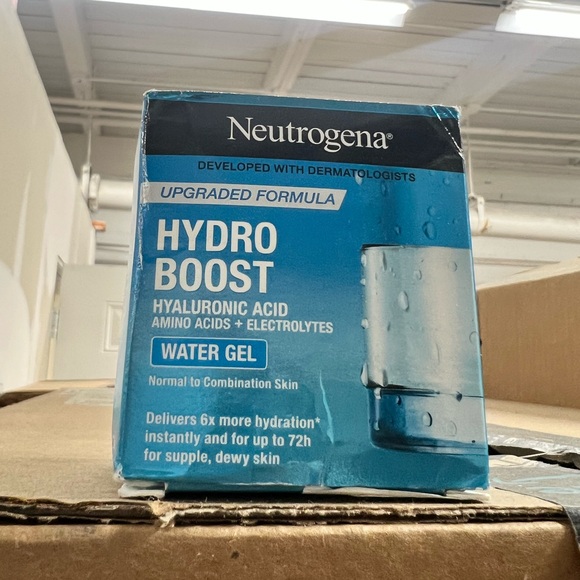 Neutrogena®
DEVELOPED WITH DERMATOLOGISTS
UPGRADED FORMULA
HYDRO
BOOST
HYALURONIC ACID
AMINO ACIDS + ELECTROLYTES
WATER GEL
Normal to Combination Skin
Delivers 6x more hydration*
instantly and for up to 72h
for supple, dewy skin